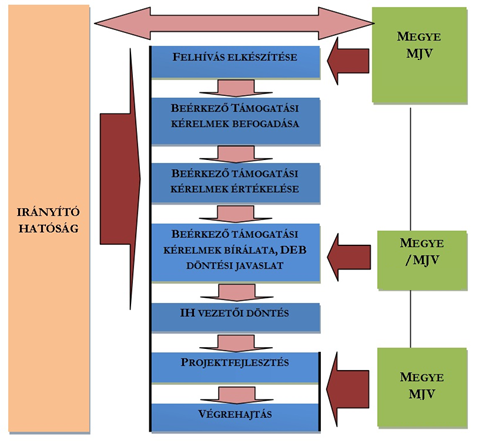 MEGYE
MJV
FELHÍVÁS ELKÉSZÍTÉSE
BEÉRKEZŐ TÁMOGATÁSI
KÉRELMEK BEFOGADÁSA
BEÉRKEZŐ TÁMOGATÁSI
KÉRELMEK ÉRTÉKELÉSE
IRÁNYÍTÓ
HATÓSÁG
BEÉRKEZŐ TÁMOGATÁSI
KÉRELMEK BÍRÁLATA, DEB
DÖNTÉSI JAVASLAT
MEGYE
/MJV
IH VEZETŐI DÖNTÉS
PROJEKTFEJLESZTÉS
MEGYE
MJV
VÉGREHAJTÁS